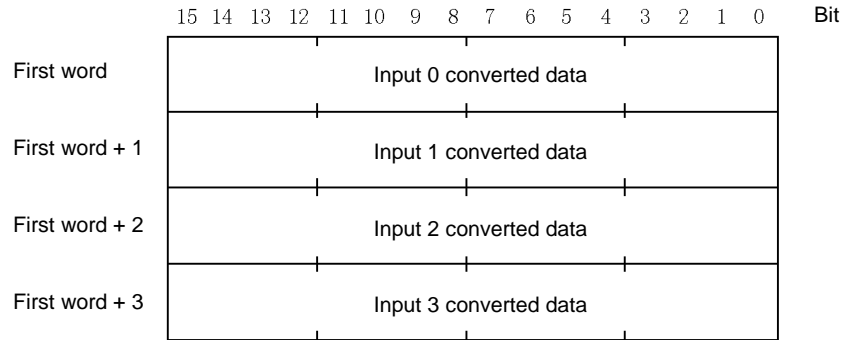 15 14 13 12 11 10 9 8 7 6 5 4 3 2 1 0 Bit
First word Input 0 converted data
First word + 1 Input 1 converted data
First word + 2 Input 2 converted data
First word + 3 Input 3 converted data